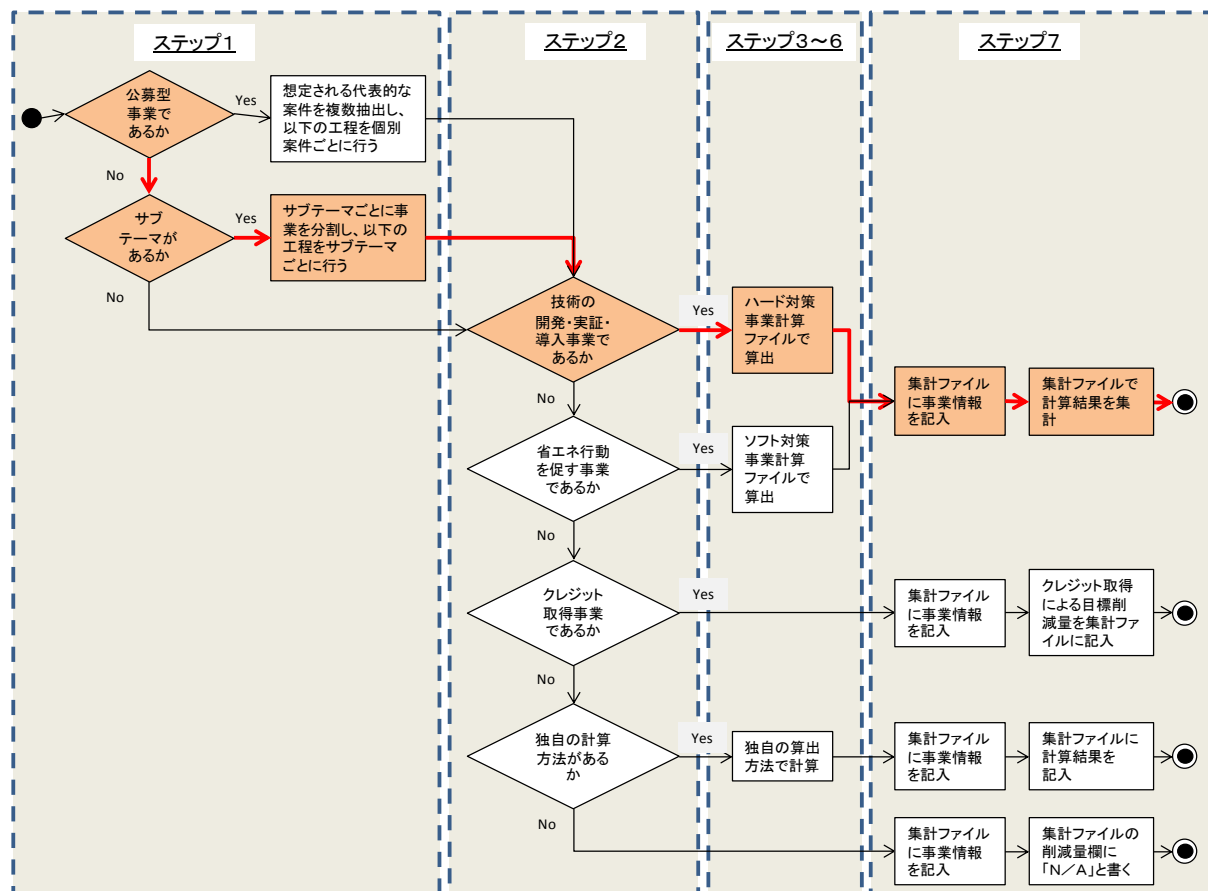 ステップ1
ステップ2
ステップ3～6
ステップ7
公募型
事業で
あるか
Yes
想定される代表的な
案件を複数抽出し、
以下の工程を個別
案件ごとに行う
No
サブ
テーマが
あるか
Yes
サブテーマごとに事
業を分割し、以下の
工程をサブテーマ
ごとに行う
No
技術の
開発・実証・
導入事業で
あるか
Yes
ハード対策
事業計算
ファイルで
算出
集計ファイル
に事業情報
を記入
集計ファイルで
計算結果を集
計
No
省エネ行動
を促す事業
であるか
Yes
ソフト対策
事業計算
ファイルで
算出
No
クレジット
取得事業
であるか
Yes
集計ファイル
に事業情報
を記入
クレジット取得
による目標削
減量を集計ファ
イルに記入
No
独自の計算
方法がある
か
Yes
独自の算出
方法で計算
集計ファイル
に事業情報
を記入
集計ファイルに
計算結果を
記入
No
集計ファイル
に事業情報
を記入
集計ファイルの
削減量欄に
「N／A」と書く